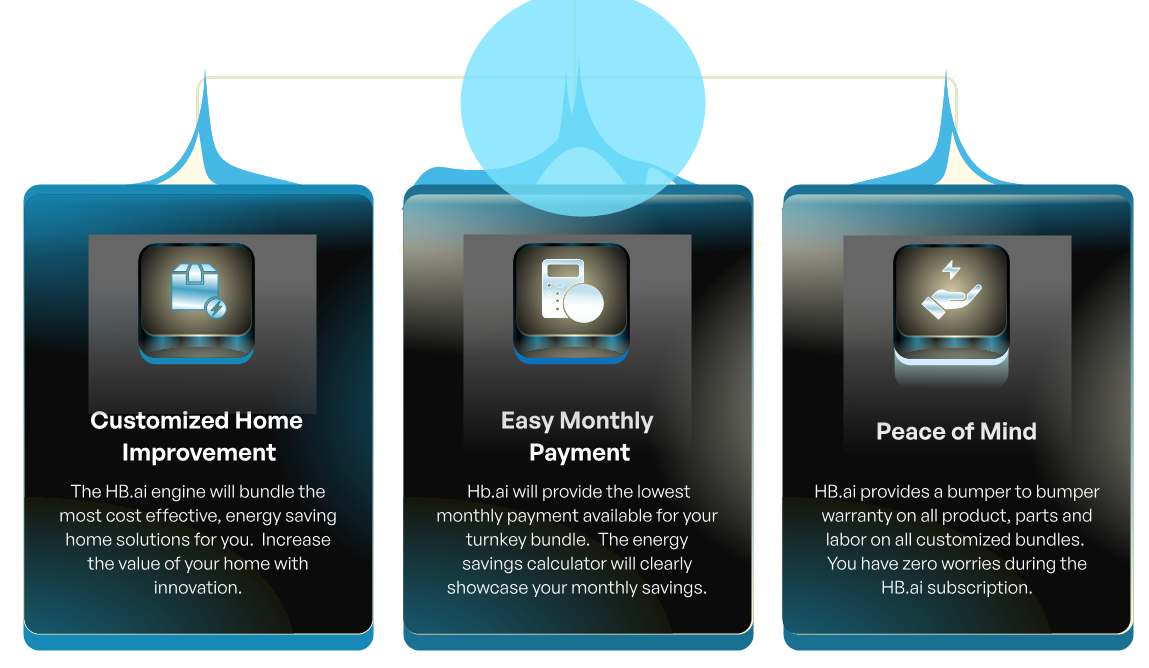 Customized Home
Improvement
The HB.ai engine will bundle the
most cost effective, energy saving
home solutions for you.  Increase
the value of your home with
innovation.
Easy Monthly
Payment
Hb.ai will provide the lowest
monthly payment available for your
turnkey bundle.  The energy
savings calculator will clearly
showcase your monthly savings.
Peace of Mind
HB.ai provides a bumper to bumper
warranty on all product, parts and
labor on all customized bundles.
You have zero worries during the
HB.ai subscription.